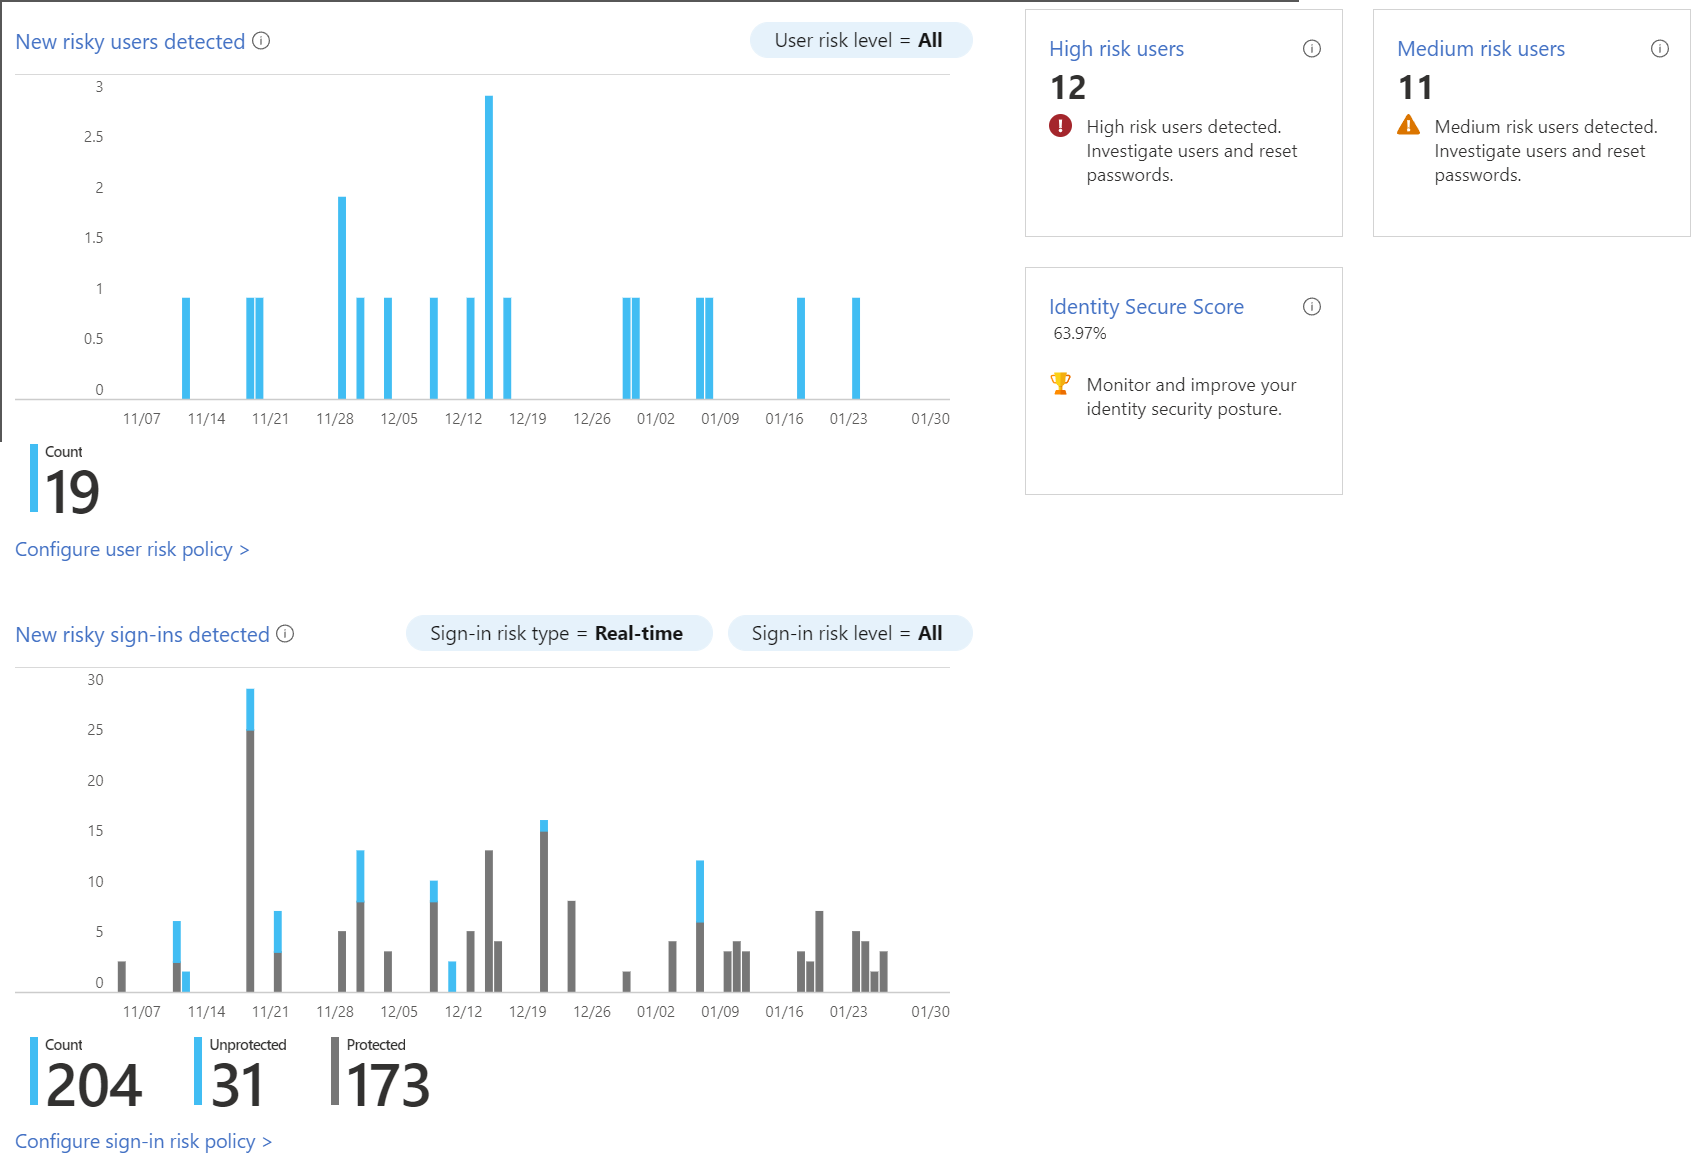 New risky users detected
User risk level = All
3
2.5
2
1.5
1
0.5
0
11/07 11/14 11/21 11/28 12/05 12/12 12/19 12/26 01/02 01/09 01/16 01/23 01/30
Count
19
Configure user risk policy >
High risk users
12
High risk users detected.
Investigate users and reset
passwords.
Medium risk users
11
Medium risk users detected.
Investigate users and reset
passwords.
Identity Secure Score
63.97%
Monitor and improve your
identity security posture.
New risky sign-ins detected
Sign-in risk type = Real-time
Sign-in risk level = All
30
25
20
15
10
5
0
11/07 11/14 11/21 11/28 12/05 12/12 12/19 12/26 01/02 01/09 01/16 01/23 01/30
Count
204
Unprotected
31
Protected
173
Configure sign-in risk policy >